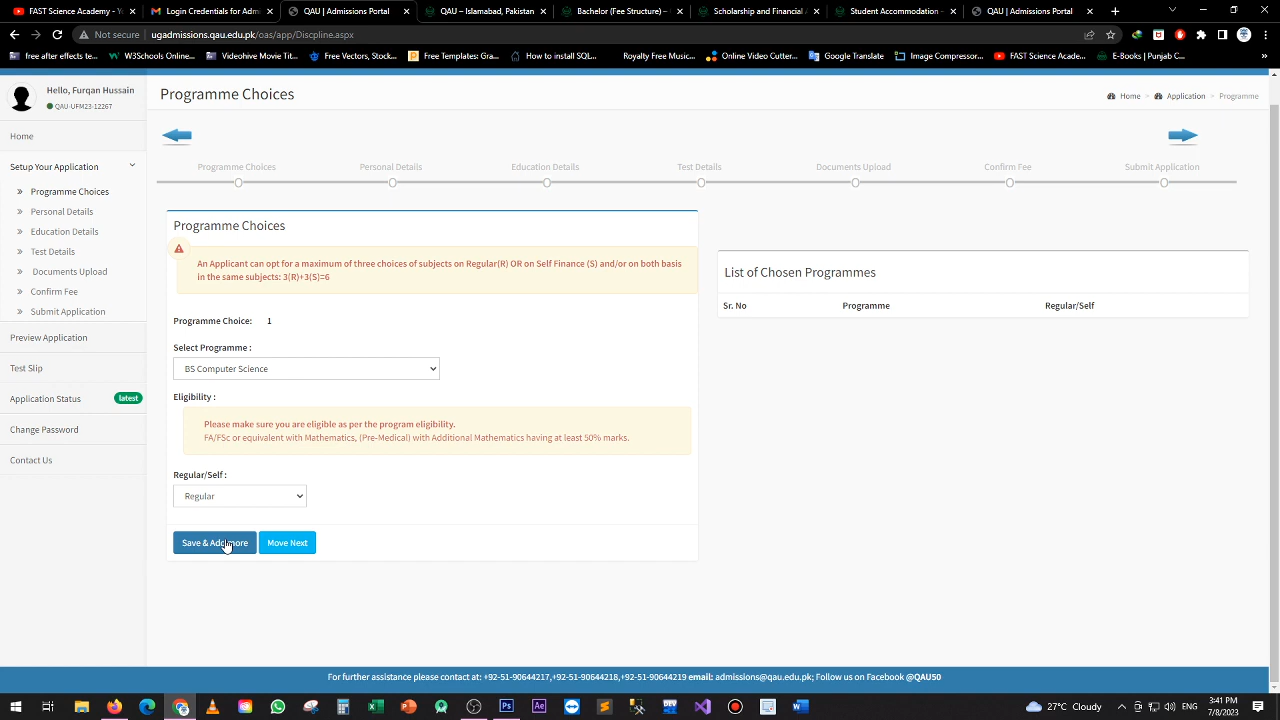 FAST Science Academy - You
Login Credentials for Admissions
QAU | Admissions Portal
QAU – Islamabad, Pakistan
Bachelor (Fee Structure) –
Scholarship and Financial A
Student Accommodation –
QAU | Admissions Portal
Not secure ugadmissions.qau.edu.pk/oas/app/Discpline.aspx
free after effects te...
W3Schools Onlin...
Videohive Movie Tit...
Free Vectors, Stock...
Free Templates: Gra...
How to install SQL...
Royalty Free Music...
Online Video Cutter...
Google Translate
Image Compressor...
FAST Science Acade...
E-Books | Punjab C...
Hello, Furqan Hussain
QAU-UFM23-12267
Programme Choices
Home > Application > Programme
Home
Setup Your Application
Programme Choices
Personal Details
Education Details
Test Details
Documents Upload
Confirm Fee
Submit Application
Preview Application
Test Slip
Application Status latest
Change Password
Contact Us
Programme Choices Personal Details Education Details Test Details Documents Upload Confirm Fee Submit Application
Programme Choices
An Applicant can opt for a maximum of three choices of subjects on Regular(R) OR on Self Finance (S) and/or on both basis
in the same subjects: 3(R)+3(S)=6
Programme Choice: 1
Select Programme :
BS Computer Science
Eligibility :
Please make sure you are eligible as per the program eligibility.
FA/FSc or equivalent with Mathematics, (Pre-Medical) with Additional Mathematics having at least 50% marks.
Regular/Self :
Regular
Save & Add more Move Next
List of Chosen Programmes
Sr. No Programme Regular/Self
For further assistance please contact at: +92-51-90644217,+92-51-90644218,+92-51-90644219 email: admissions@qau.edu.pk; Follow us on Facebook @QAU50
27°C Cloudy
3:41 PM
7/8/2023